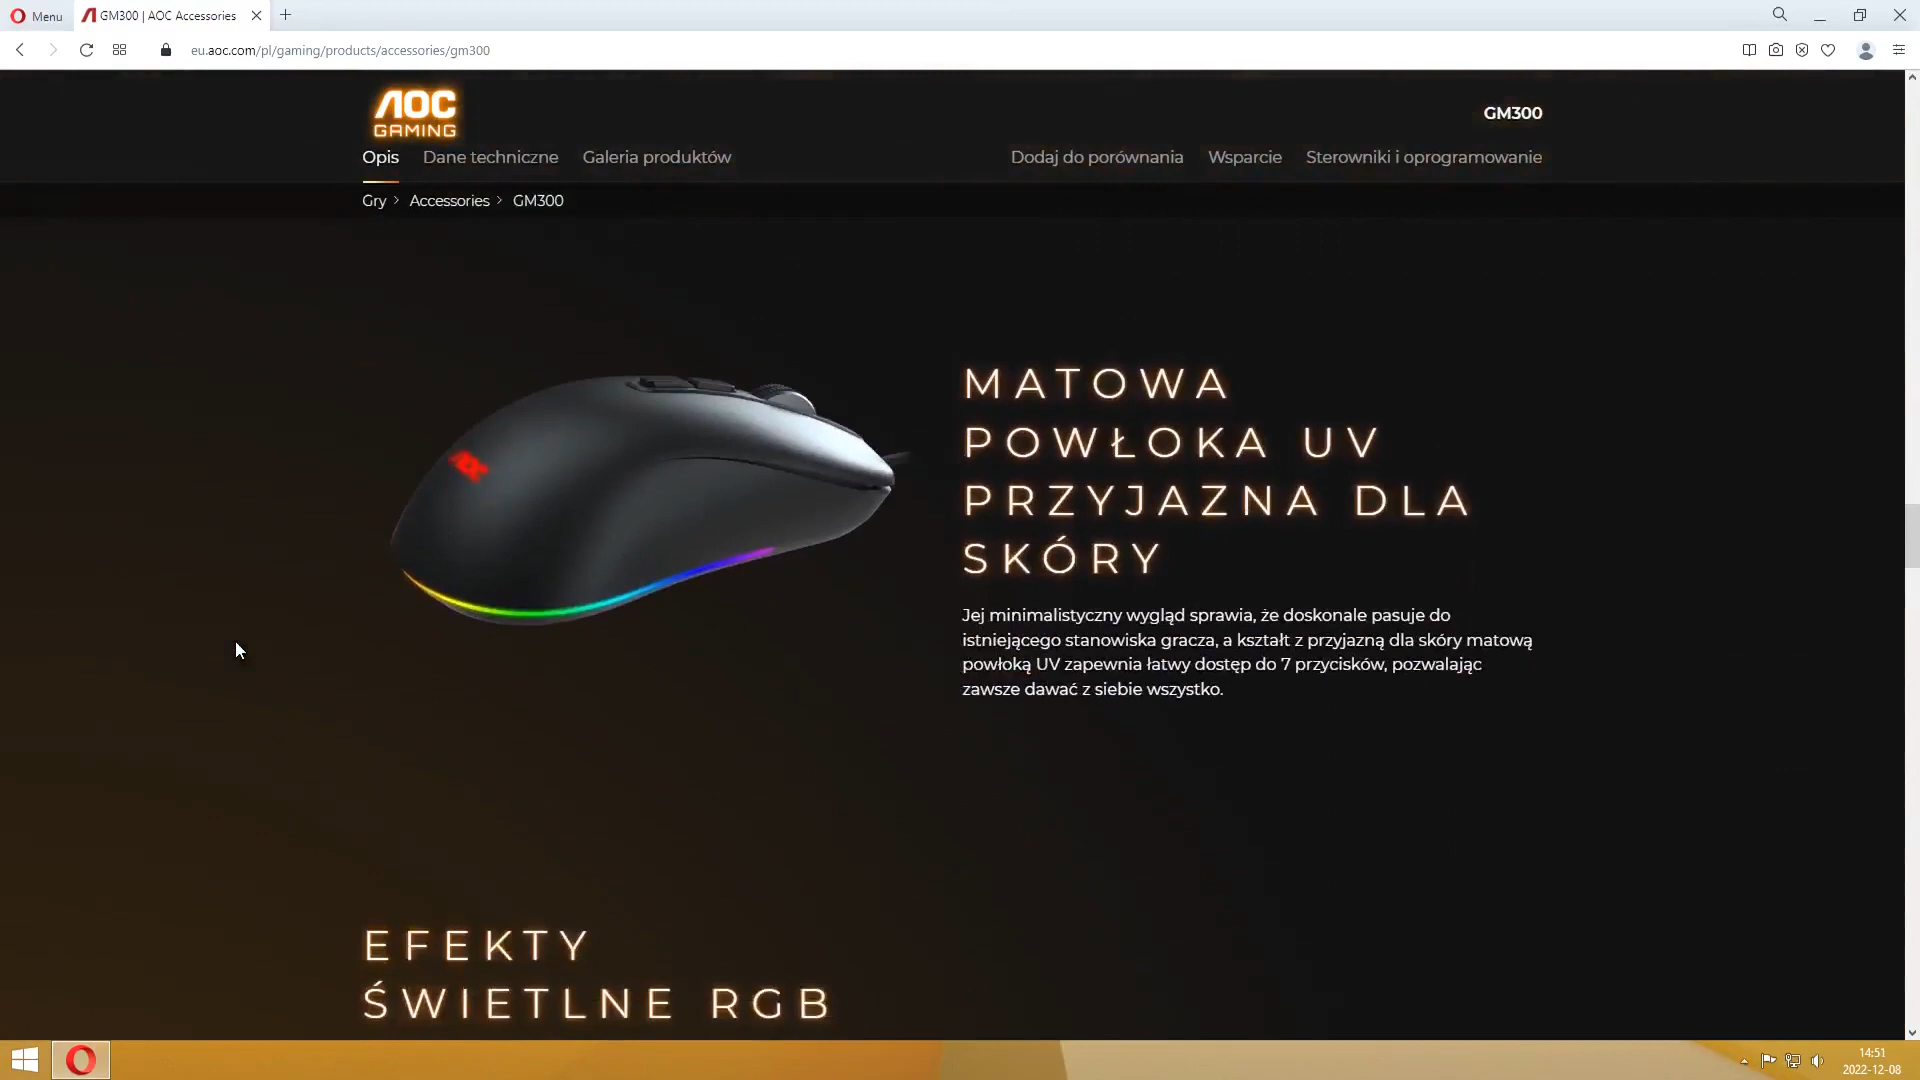 Menu
GM300 | AOC Accessories
eu.aoc.com/pl/gaming/products/accessories/gm300
AOC
GAMING
GM300
Opis
Dane techniczne
Galeria produktów
Dodaj do porównania
Wsparcie
Sterowniki i oprogramowanie
Gry
Accessories
GM300
AOC
MATOWA
POWŁOKA UV
PRZYJAZNA DLA
SKÓRY
Jej minimalistyczny wygląd sprawia, że doskonale pasuje do
istniejącego stanowiska gracza, a kształt z przyjazną dla skóry matową
powłoką UV zapewnia łatwy dostęp do 7 przycisków, pozwalając
zawsze dawać z siebie wszystko.
EFEKTY
ŚWIETLNE RGB
14:51
2022-12-08